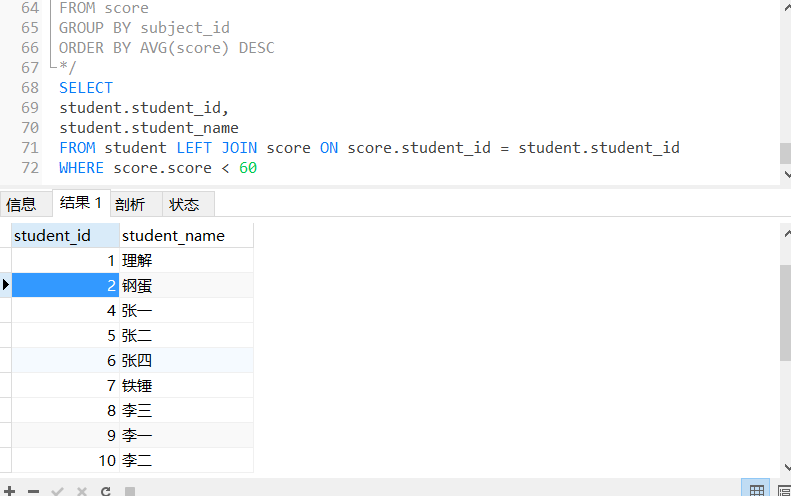 64 FROM score
65 GROUP BY subject_id
66 ORDER BY AVG(score) DESC
67 */
68 SELECT
69 student.student_id,
70 student.student_name
71 FROM student LEFT JOIN score ON score.student_id = student.student_id
72 WHERE score.score < 60
信息 结果 1 剖析 状态
student_id student_name
1 理解
2 钢蛋
4 张一
5 张二
6 张四
7 铁锤
8 李三
9 李一
10 李二